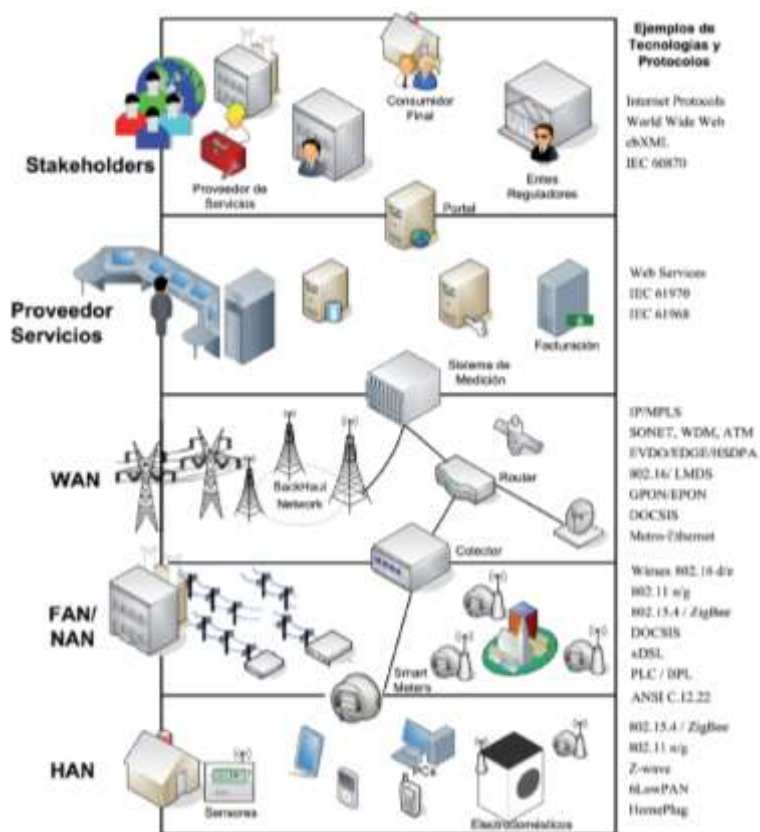 Ejemplos de
Tecnologías y
Protocolos
Consumidor
Final
Internet Protocols
World Wide Web
ebXML
IEC 60870
Stakeholders
Proveedor de
Servicios
Entes
Reguladores
Portal
Proveedor
Servicios
Web Services
IEC 61970
IEC 61968
Facturación
Sistema de
Medición
WAN
BackHaul
Network
Router
IP/MPLS
SONET, WDM, ATM
EVDO/EDGE/HSDPA
802.16/ LMDS
GPON/EPON
DOCSIS
Metro-Ethernet
Colector
FAN/
NAN
Smart
Meters
Wimax 802.16 d/e
802.11 n/g
802.15.4 / ZigBee
DOCSIS
xDSL
PLC / BPL
ANSI C.12.22
HAN
Sensores
PCs
Electrodomésticos
802.15.4 / ZigBee
802.11 n/g
Z-wave
6LowPAN
HomePlug